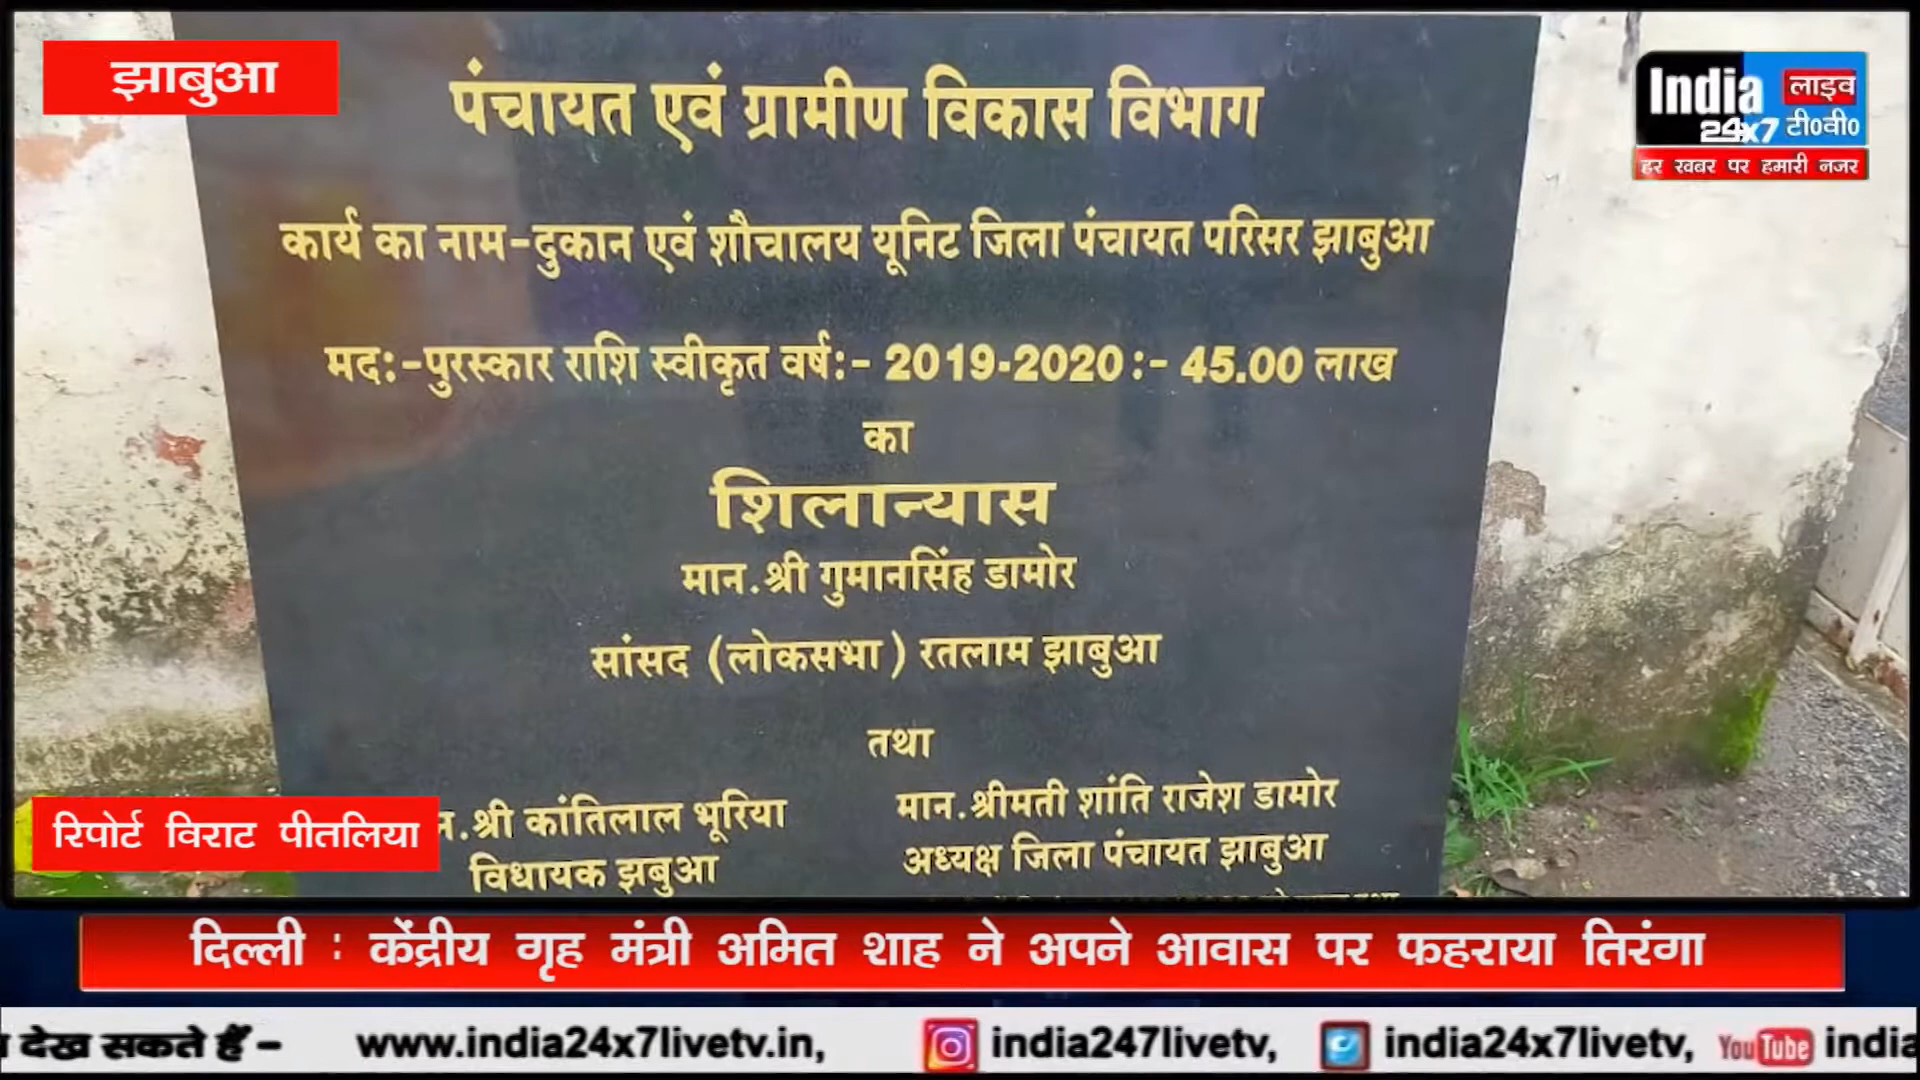 झाबुआ
India
लाइव
24x7
टी0वी0
हर खबर पर हमारी नजर
पंचायत एवं ग्रामीण विकास विभाग
कार्य का नाम-दुकान एवं शौचालय यूनिट जिला पंचायत परिसर झाबुआ
मद:-पुरस्कार राशि स्वीकृत वर्ष:- 2019-2020:- 45.00 लाख
का
शिलान्यास
मान.श्री गुमानसिंह डामोर
सांसद (लोकसभा) रतलाम झाबुआ
तथा
श्री कांतिलाल भूरिया
विधायक झबुआ
मान.श्रीमती शांति राजेश डामोर
अध्यक्ष जिला पंचायत झाबुआ
रिपोर्ट विराट पीतलिया
दिल्ली : केंद्रीय गृह मंत्री अमित शाह ने अपने आवास पर फहराया तिरंगा
देख सकते हैं - www.india24x7livetv.in, india247livetv, india24x7livetv, YouTube india